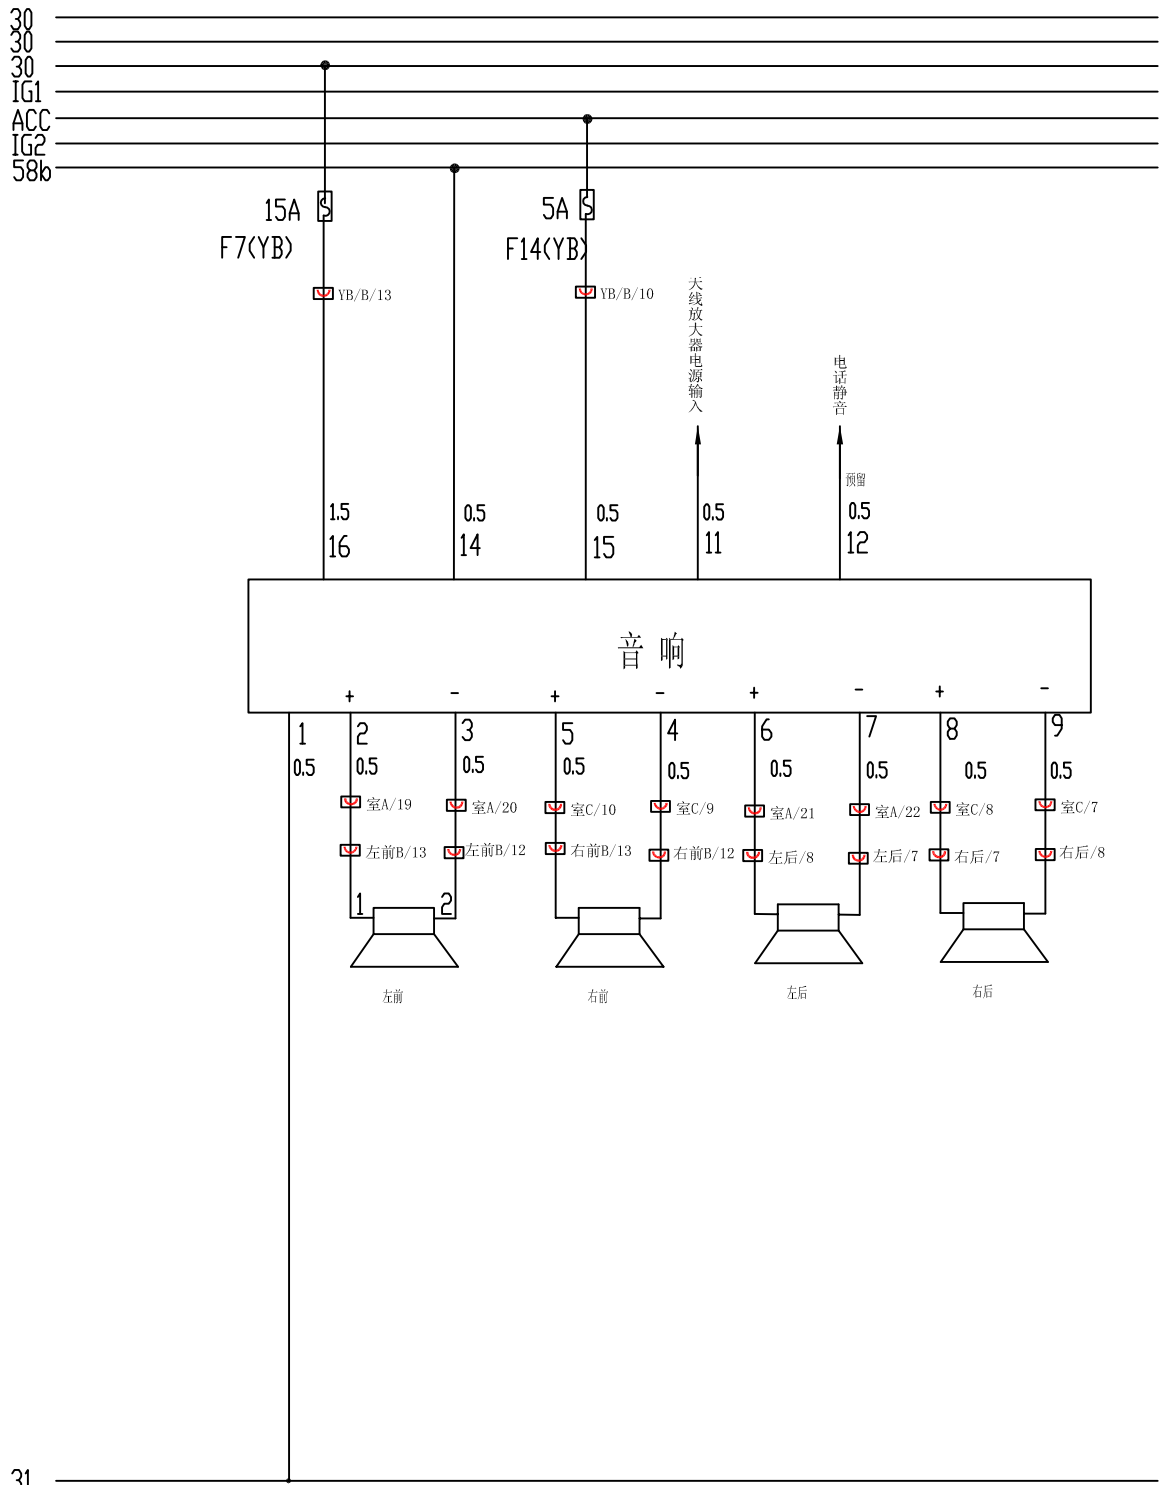 30
30
30
IG1
ACC
IG2
58b
15A
5A
F7(YB)
F14(YB)
YB/B/13
YB/B/10
天线放大器电源输入
电话静音
预留
1.5
0.5
0.5
0.5
0.5
16
14
15
11
12
音响
+
-
+
-
+
-
+
-
1
2
3
5
4
6
7
8
9
0.5
0.5
0.5
0.5
0.5
0.5
0.5
0.5
0.5
室A/19
室A/20
室C/10
室C/9
室A/21
室A/22
室C/8
室C/7
左前B/13
左前B/12
右前B/13
右前B/12
左后/8
左后/7
右后/7
右后/8
1
2
左前
右前
左后
右后
31